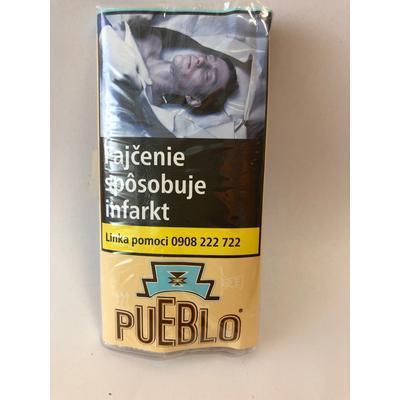 Fajčenie
spôsobuje
infarkt
Linka pomoci 0908 222 722
PUEBLO